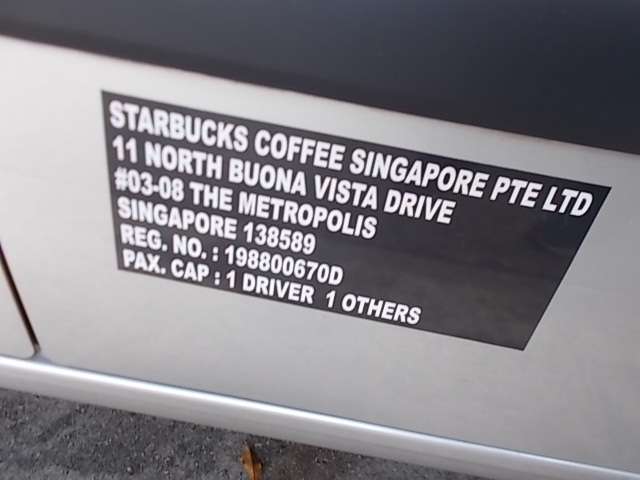 STARBUCKS COFFEE SINGAPORE PTE LTD
11 NORTH BUONA VISTA DRIVE
#03-08 THE METROPOLIS
SINGAPORE 138589
REG. NO. : 198800670D
PAX. CAP : 1 DRIVER 1 OTHERS